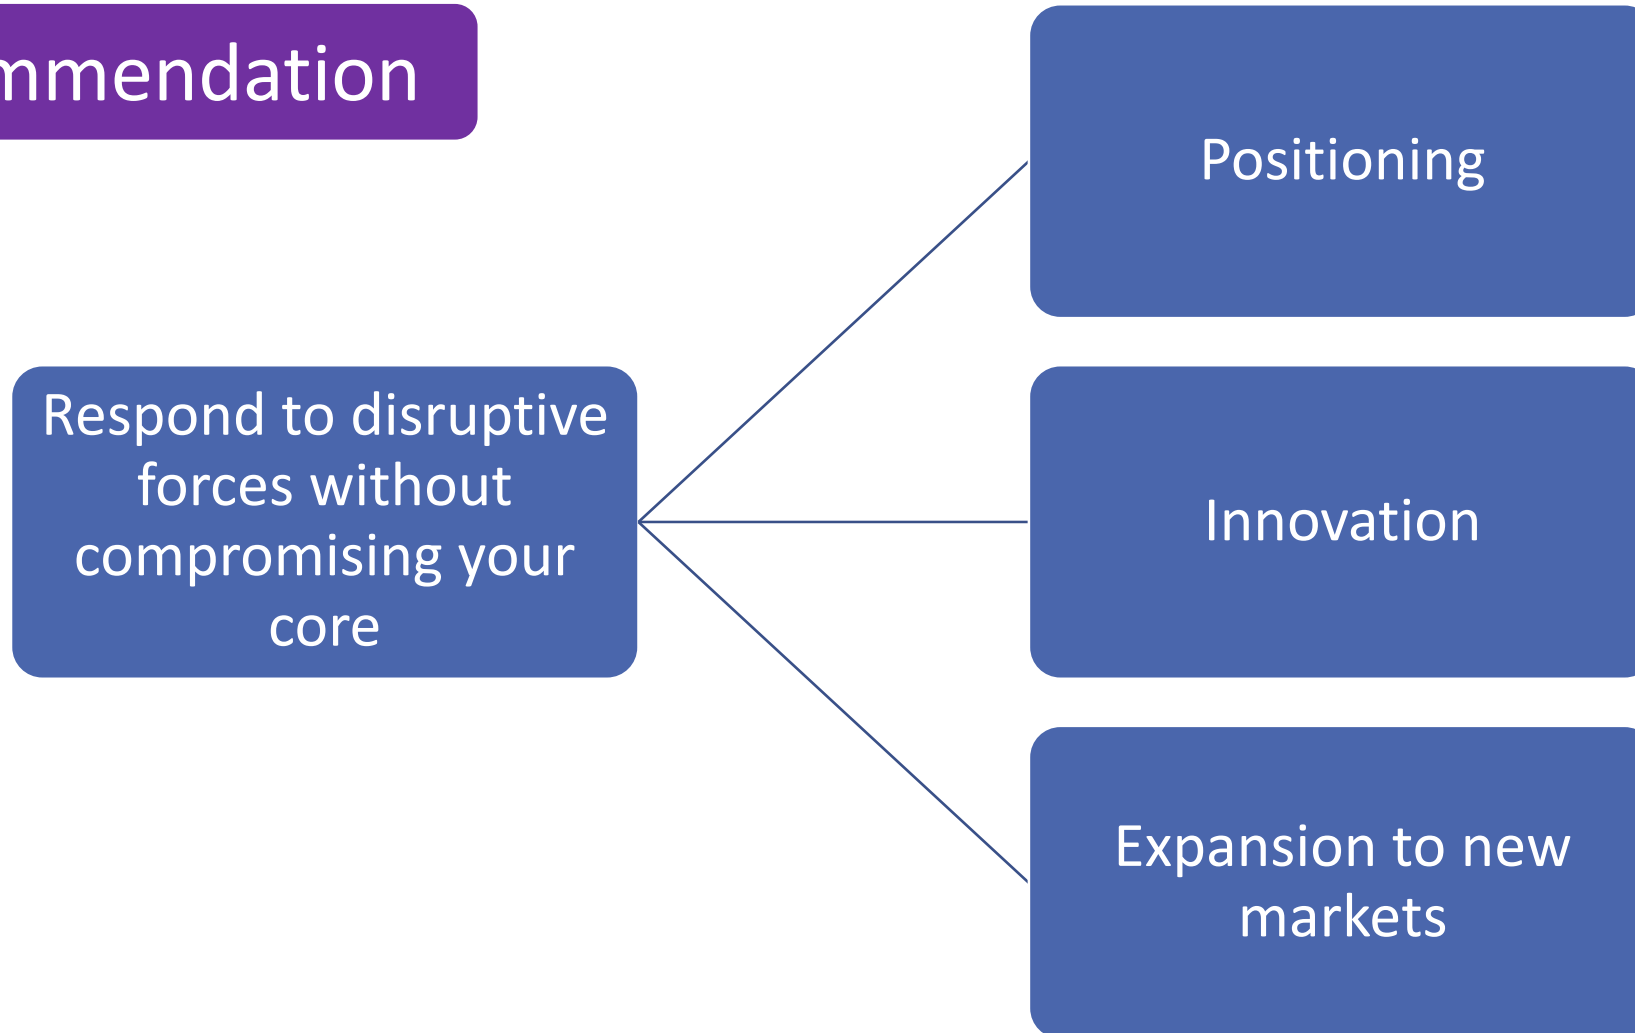 mmendation
Positioning
Respond to disruptive
forces without
compromising your
core
Innovation
Expansion to new
markets